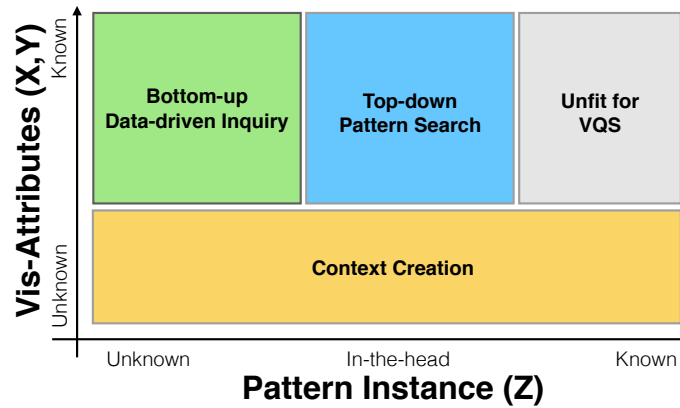 Vis-Attributes (X,Y)
Known
Unknown
Bottom-up
Data-driven Inquiry
Top-down
Pattern Search
Unfit for
VQS
Context Creation
Unknown
In-the-head
Known
Pattern Instance (Z)